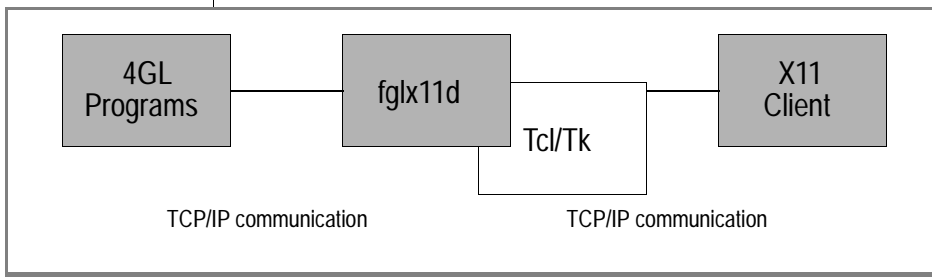 4GL
Programs
fglx11d
Tcl/Tk
X11
Client
TCP/IP communication
TCP/IP communication